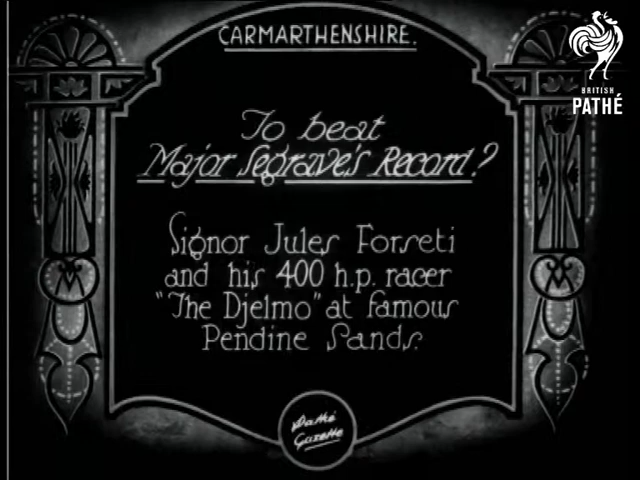 CARMARTHENSHIRE.
BRITISH
PATHÉ
To beat
Major Segrave's Record?
Signor Jules Forseti
and his 400 h.p. racer
"The Djelmo" at famous
Pendine Sands.
Pathé
Gazette